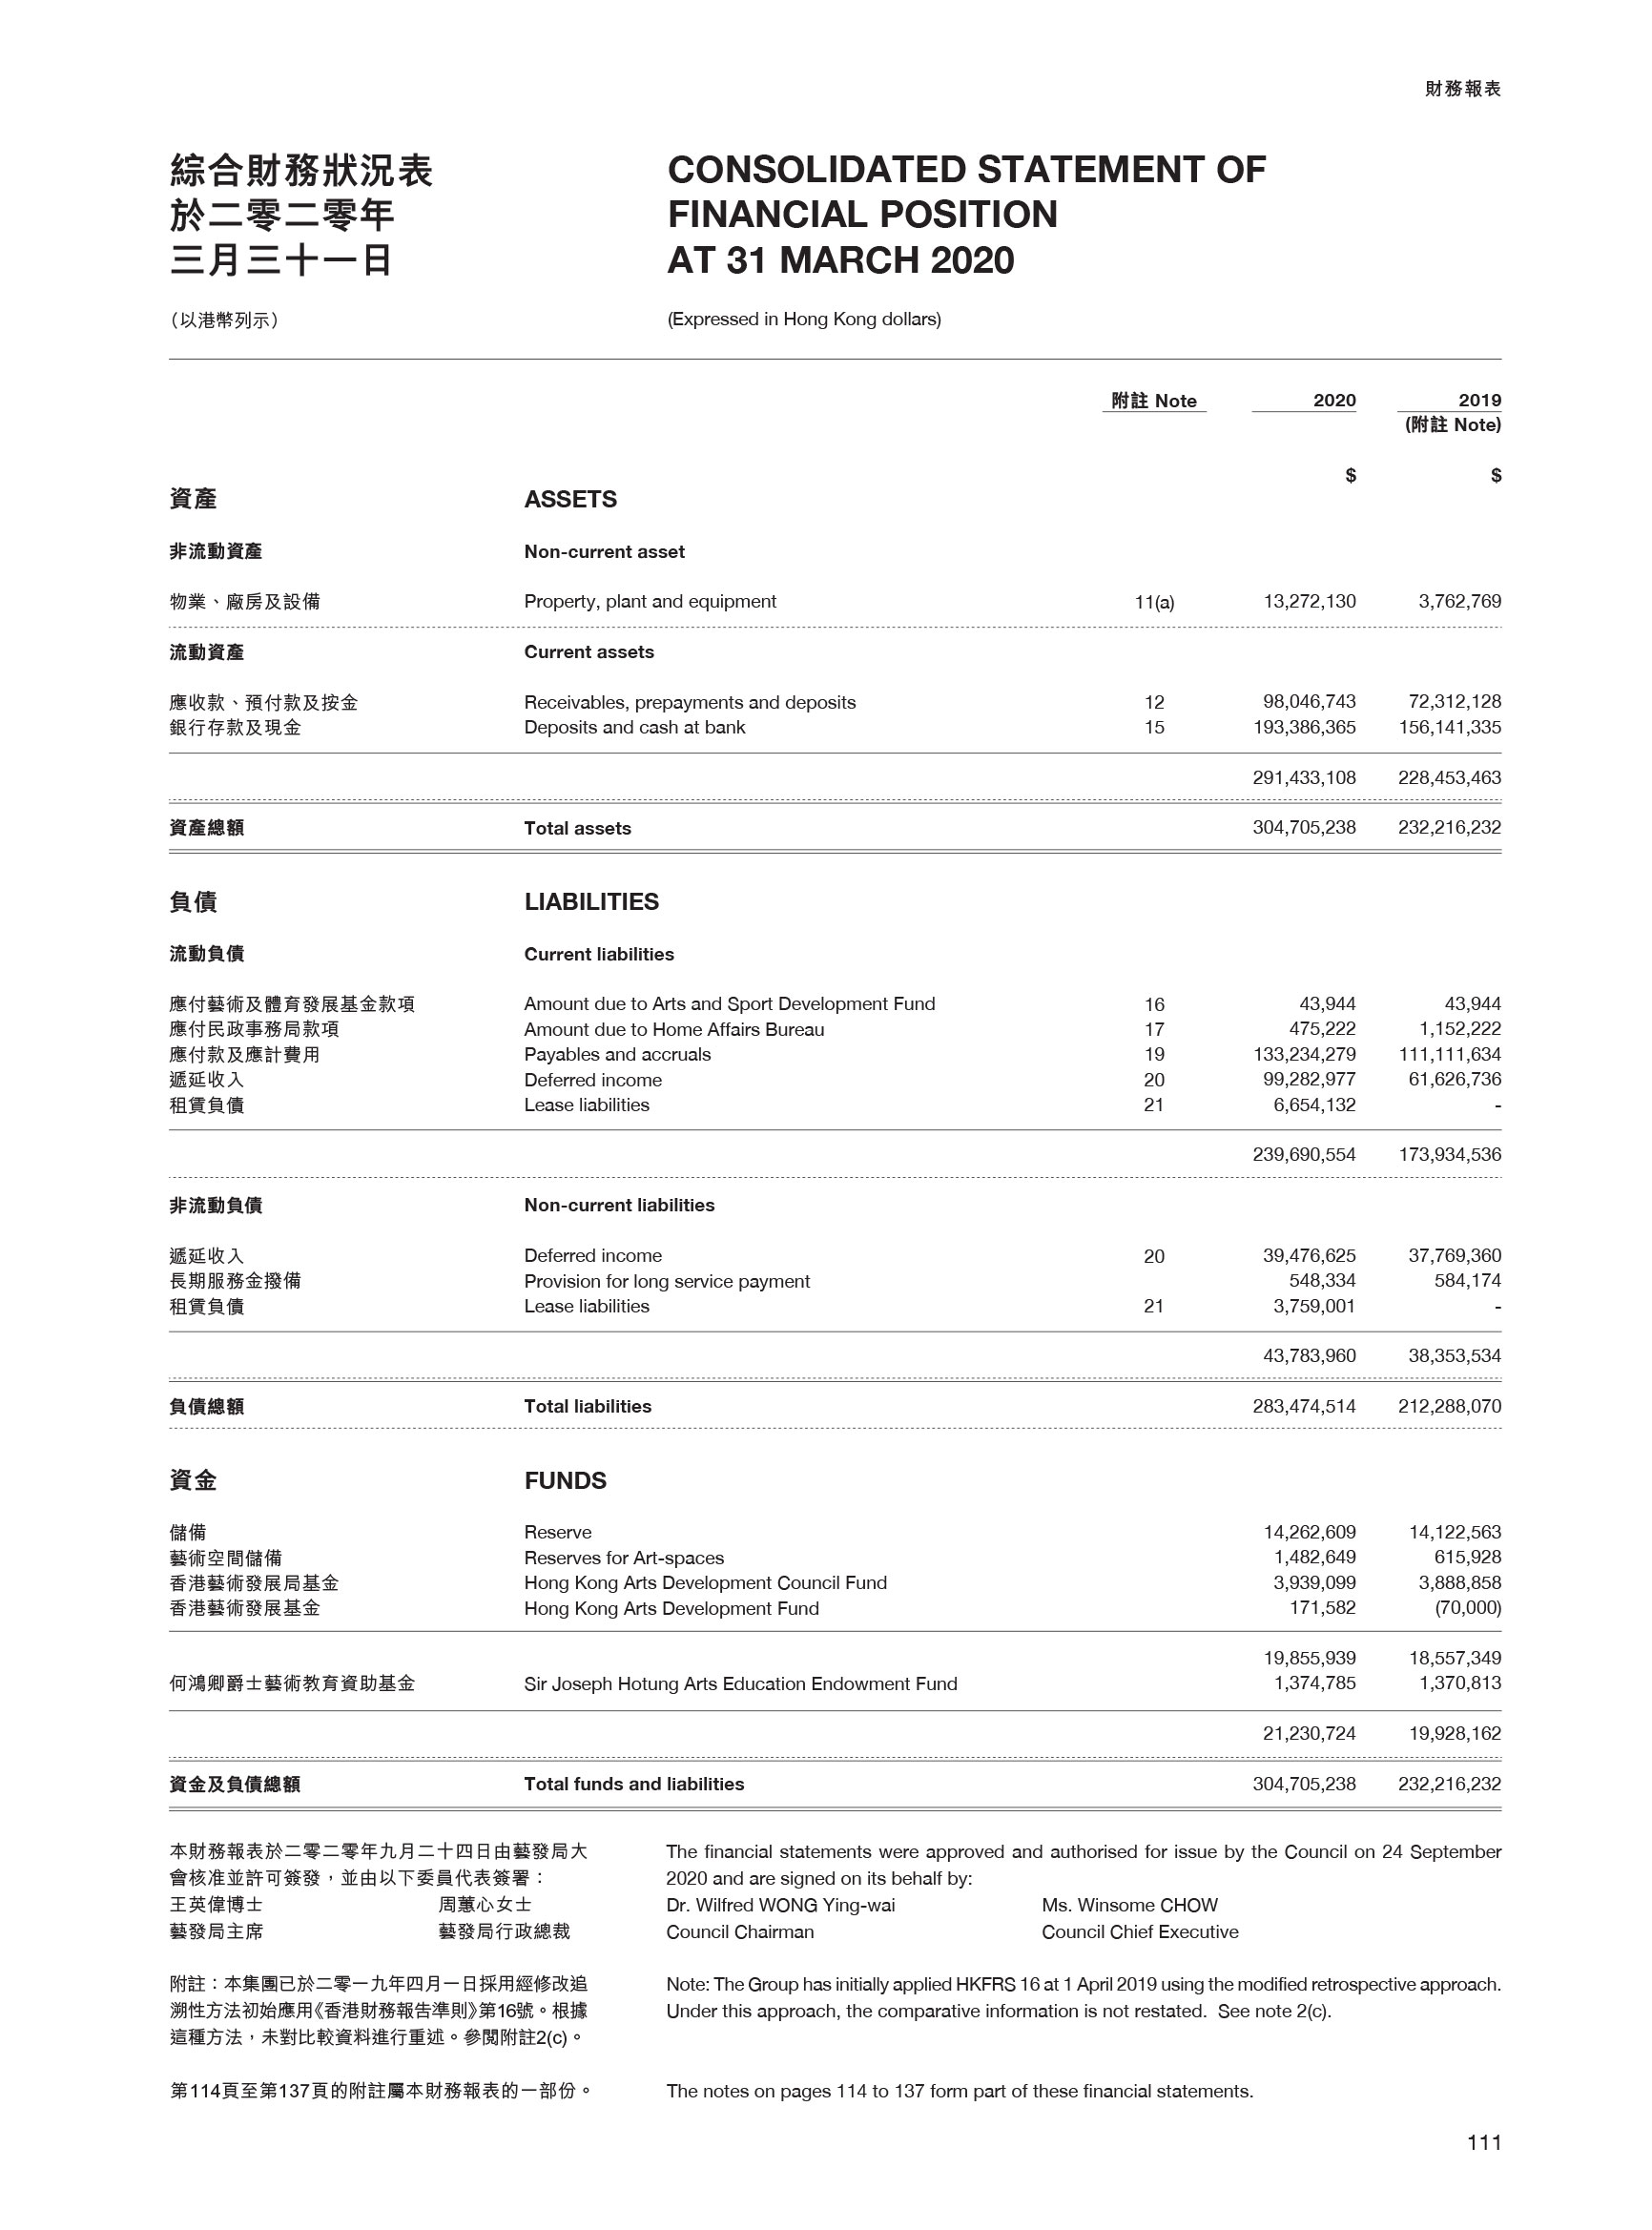 財務報表
綜合財務狀況表
於二零二零年
三月三十一日
CONSOLIDATED STATEMENT OF
FINANCIAL POSITION
AT 31 MARCH 2020
（以港幣列示）
(Expressed in Hong Kong dollars)
附註 Note 2020 2019
(附註 Note)
$ $
資產 ASSETS
非流動資產 Non-current asset
物業、廠房及設備 Property, plant and equipment 11(a) 13,272,130 3,762,769
流動資產 Current assets
應收款、預付款及按金 Receivables, prepayments and deposits 12 98,046,743 72,312,128
銀行存款及現金 Deposits and cash at bank 15 193,386,365 156,141,335
291,433,108 228,453,463
資產總額 Total assets 304,705,238 232,216,232
負債 LIABILITIES
流動負債 Current liabilities
應付藝術及體育發展基金款項 Amount due to Arts and Sport Development Fund 16 43,944 43,944
應付民政事務局款項 Amount due to Home Affairs Bureau 17 475,222 1,152,222
應付款及應計費用 Payables and accruals 19 133,234,279 111,111,634
遞延收入 Deferred income 20 99,282,977 61,626,736
租賃負債 Lease liabilities 21 6,654,132 -
239,690,554 173,934,536
非流動負債 Non-current liabilities
遞延收入 Deferred income 20 39,476,625 37,769,360
長期服務金撥備 Provision for long service payment 548,334 584,174
租賃負債 Lease liabilities 21 3,759,001 -
43,783,960 38,353,534
負債總額 Total liabilities 283,474,514 212,288,070
資金 FUNDS
儲備 Reserve 14,262,609 14,122,563
藝術空間儲備 Reserves for Art-spaces 1,482,649 615,928
香港藝術發展局基金 Hong Kong Arts Development Council Fund 3,939,099 3,888,858
香港藝術發展基金 Hong Kong Arts Development Fund 171,582 (70,000)
19,855,939 18,557,349
何鴻卿爵士藝術教育資助基金 Sir Joseph Hotung Arts Education Endowment Fund 1,374,785 1,370,813
21,230,724 19,928,162
資金及負債總額 Total funds and liabilities 304,705,238 232,216,232
本財務報表於二零二零年九月二十四日由藝發局大
會核准並許可簽發，並由以下委員代表簽署：
王英偉博士 周蕙心女士
藝發局主席 藝發局行政總裁
The financial statements were approved and authorised for issue by the Council on 24 September
2020 and are signed on its behalf by:
Dr. Wilfred WONG Ying-wai Ms. Winsome CHOW
Council Chairman Council Chief Executive
附註：本集團已於二零一九年四月一日採用經修改追
溯性方法初始應用《香港財務報告準則》第16號。根據
這種方法，未對比較資料進行重述。參閱附註2(c)。
Note: The Group has initially applied HKFRS 16 at 1 April 2019 using the modified retrospective approach.
Under this approach, the comparative information is not restated. See note 2(c).
第114頁至第137頁的附註屬本財務報表的一部份。
The notes on pages 114 to 137 form part of these financial statements.
111